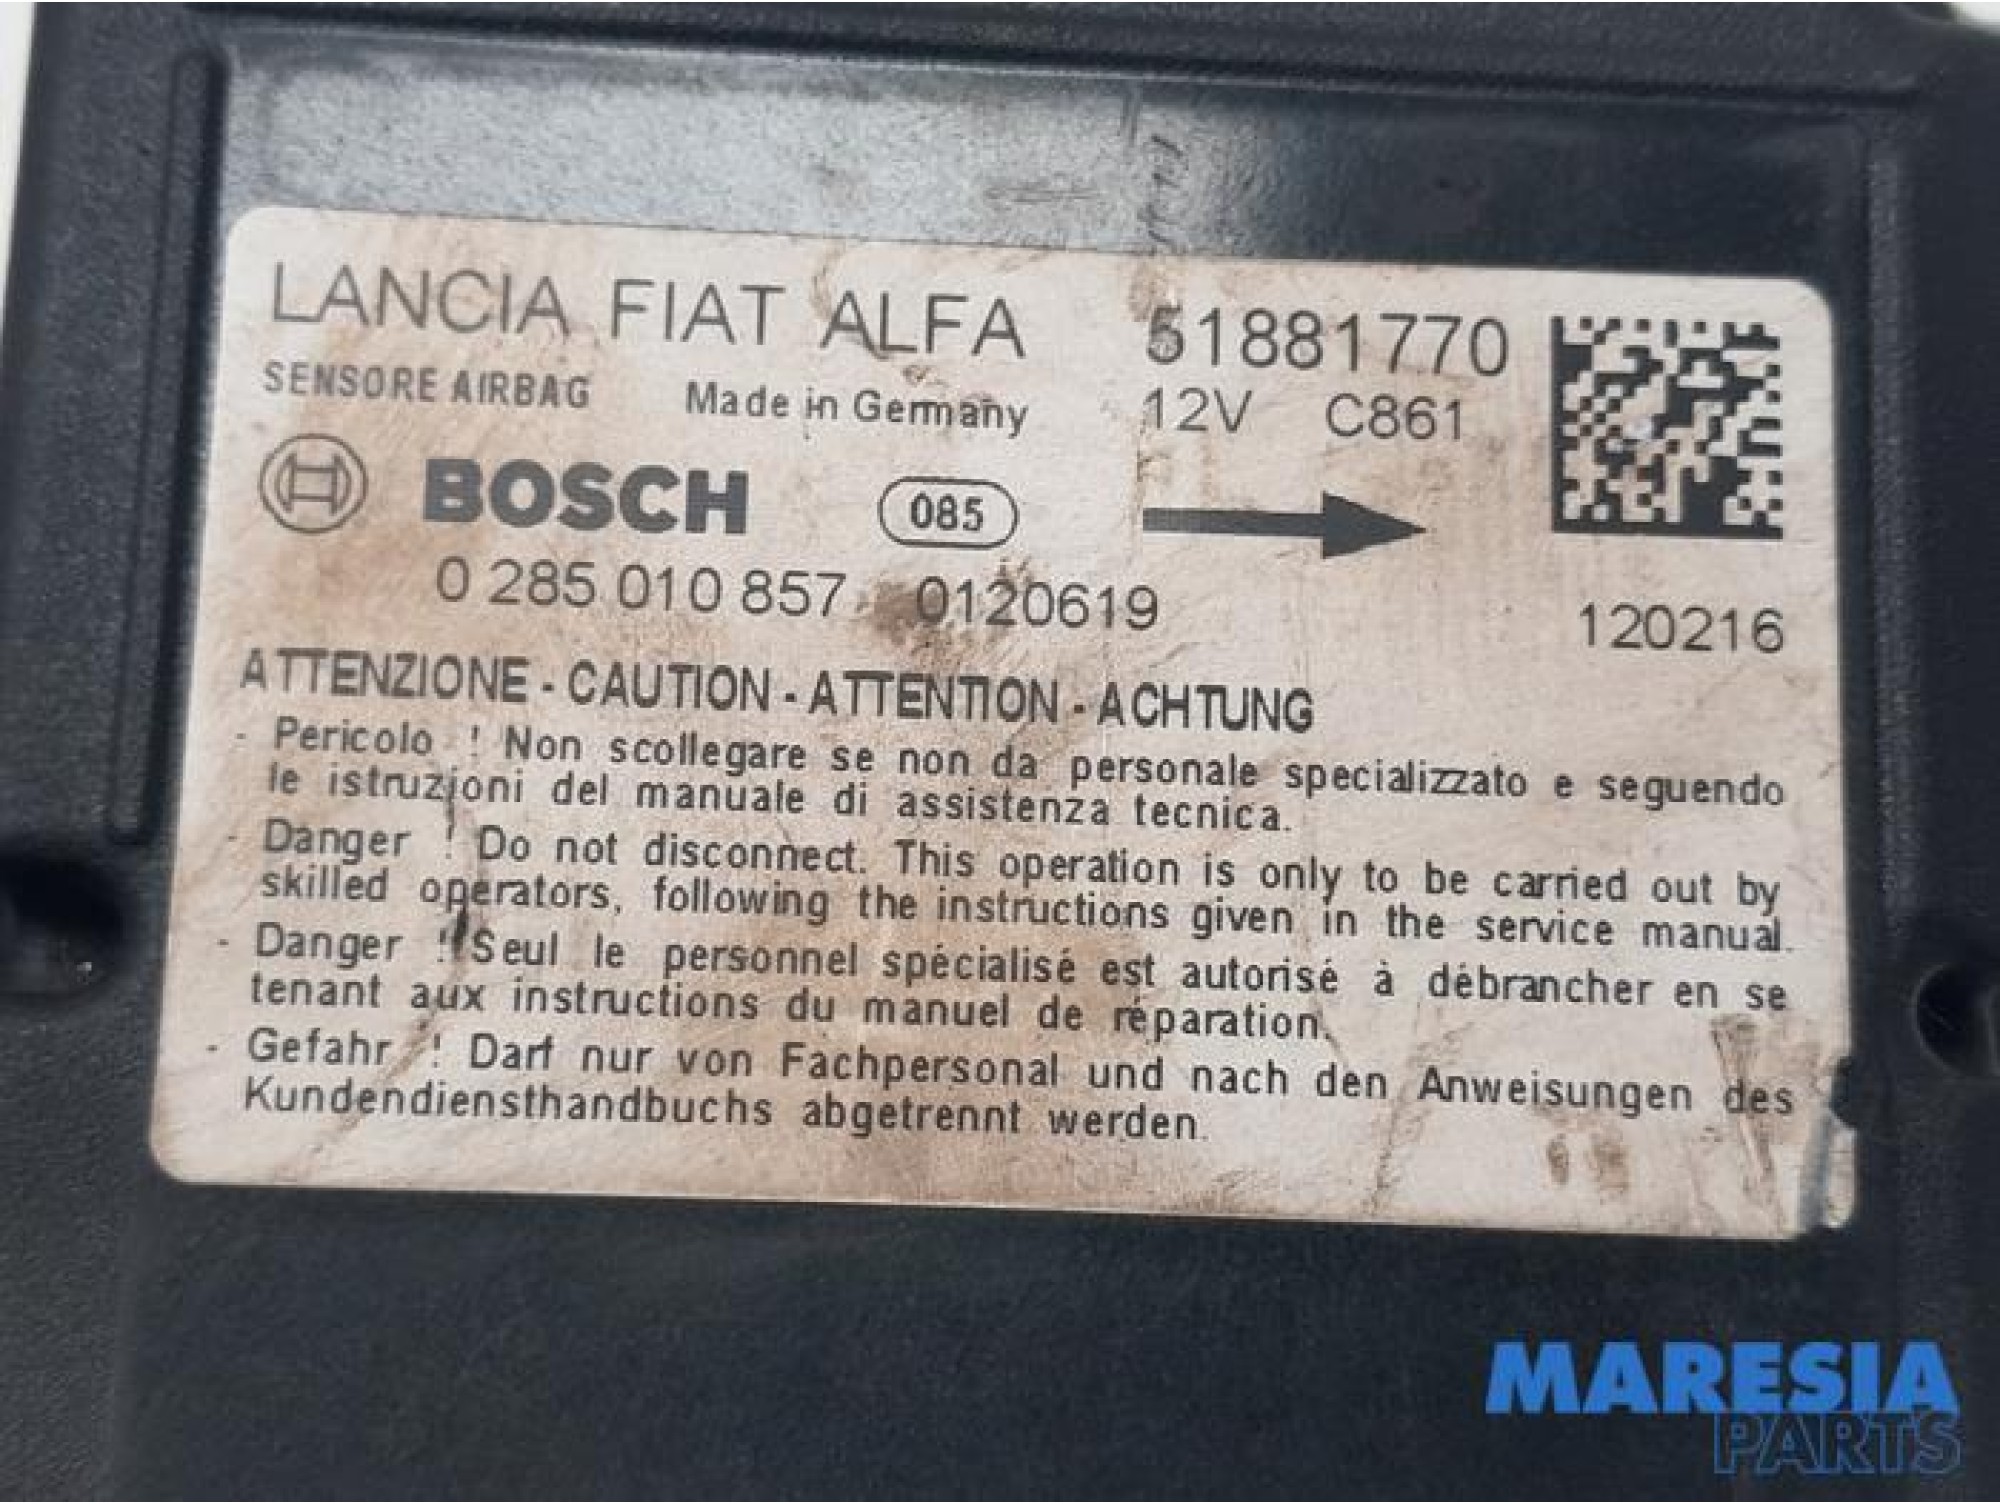 LANCIA FIAT ALFA 51881770
SENSORE AIRBAG Made in Germany 12V C861
BOSCH 085
0 285 010 857 0120619 120216
ATTENZIONE - CAUTION - ATTENTION - ACHTUNG
- Pericolo ! Non scollegare se non da personale specializzato e seguendo
le istruzioni del manuale di assistenza tecnica.
- Danger ! Do not disconnect. This operation is only to be carried out by
skilled operators, following the instructions given in the service manual.
- Danger ! Seul le personnel spécialisé est autorisé à débrancher en se
tenant aux instructions du manuel de réparation.
- Gefahr ! Darf nur von Fachpersonal und nach den Anweisungen des
Kundendiensthandbuchs abgetrennt werden.
MARESIA
PARTS